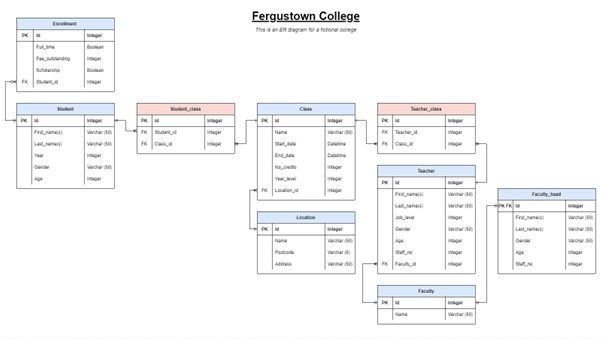 Fergustown College
This is an ER diagram for a fictional college
Enrollment
PK Id Integer
Full_time Boolean
Fee_outstanding Integer
Scholarship Boolean
FK Student_id Integer
Student
PK Id Integer
First_name(s) Varchar (50)
Last_name(s) Varchar (50)
Year Integer
Gender Varchar (50)
Age Integer
Student_class
PK Id Integer
FK Student_id Integer
FK Class_id Integer
Class
PK Id Integer
Name Varchar (50)
Start_date Datetime
End_date Datetime
No_credits Integer
Year_level Integer
FK Location_id Integer
Location
PK Id Integer
Name Varchar (50)
Postcode Varchar (6)
Address Varchar (50)
Teacher_class
PK Id Integer
FK Teacher_id Integer
FK Class_id Integer
Teacher
PK Id Integer
First_name(s) Varchar (50)
Last_name(s) Varchar (50)
Job_level Integer
Gender Varchar (50)
Age Integer
Staff_no Integer
FK Faculty_id Integer
Faculty
PK Id Integer
Name Varchar (50)
Faculty_head
PK FK Id Integer
First_name(s) Varchar (50)
Last_name(s) Varchar (50)
Gender Varchar (50)
Age Integer
Staff_no Integer